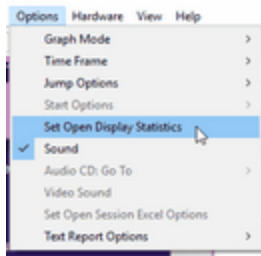 Options Hardware View Help
Graph Mode
Time Frame
Jump Options
Start Options
Set Open Display Statistics
Sound
Audio CD: Go To
Video Sound
Set Open Session Excel Options
Text Report Options